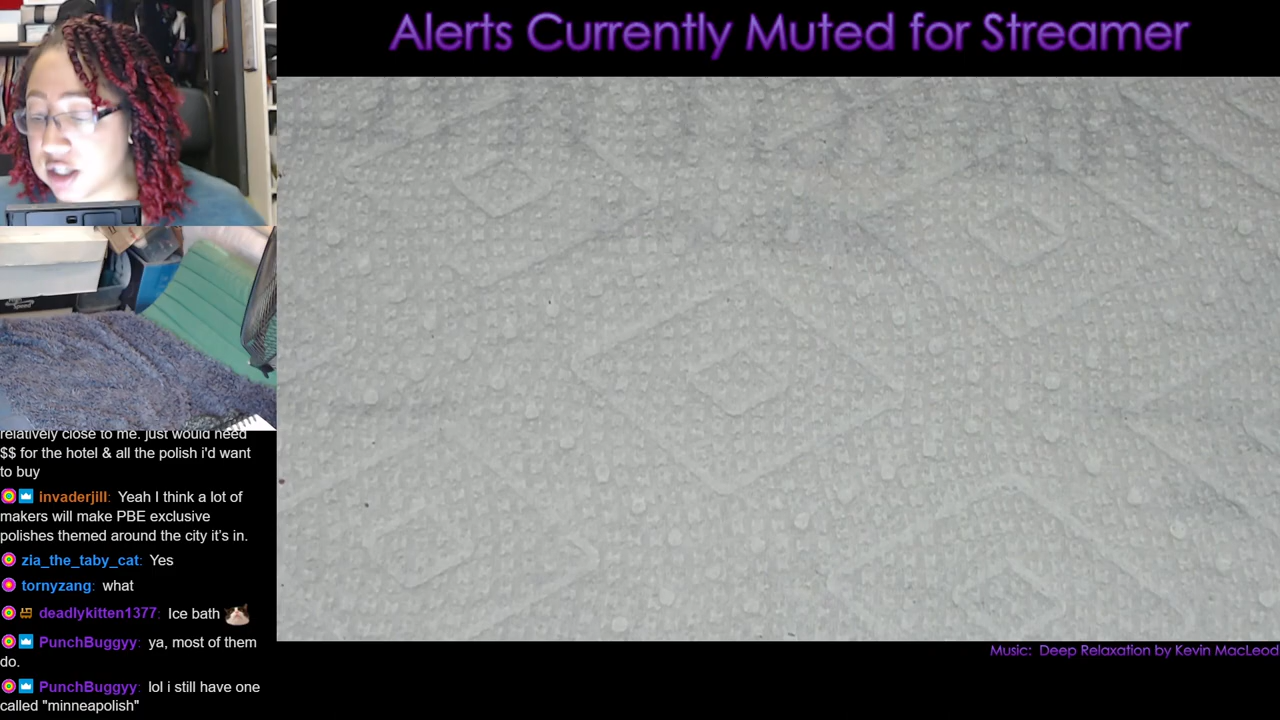 Alerts Currently Muted for Streamer
relatively close to me. just would need
$$ for the hotel & all the polish i'd want
to buy
invaderjill: Yeah I think a lot of
makers will make PBE exclusive
polishes themed around the city it's in.
zia_the_taby_cat: Yes
tornyzang: what
deadlykitten1377: Ice bath
PunchBuggyy: ya, most of them
do.
PunchBuggyy: lol i still have one
called "minneapolish"
Music: Deep Relaxation by Kevin MacLeod